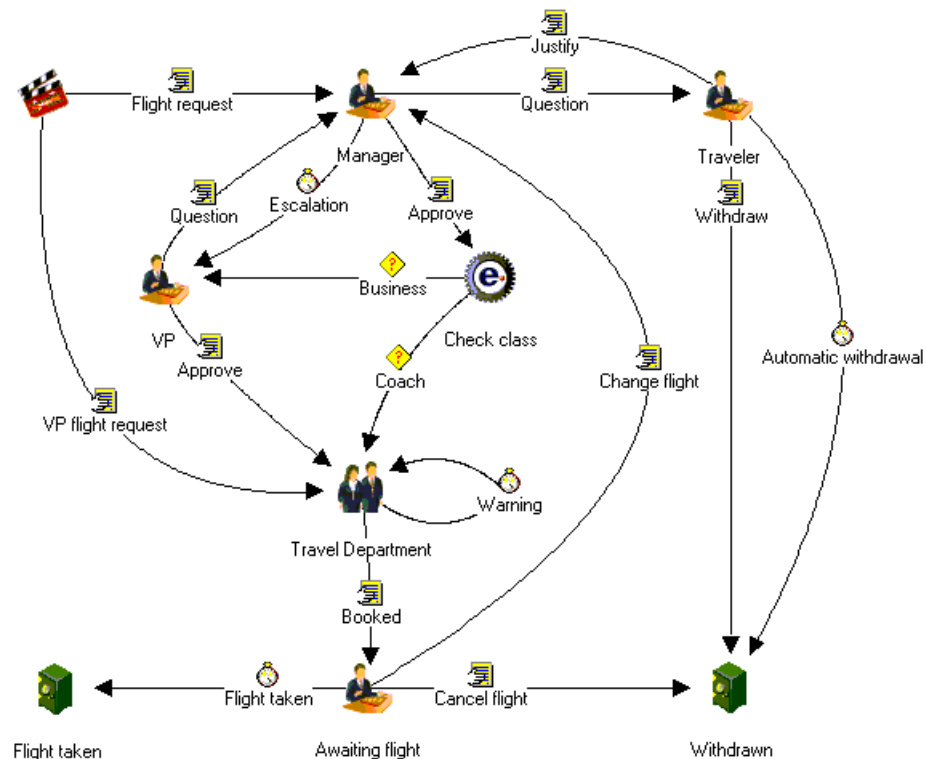 Justify
Flight request
Question
Manager
Traveler
Escalation
Approve
Withdraw
Question
Business
VP
Check class
Automatic withdrawal
Approve
Coach
Change flight
VP flight request
Warning
Travel Department
Booked
Flight taken
Cancel flight
Flight taken
Awaiting flight
Withdrawn